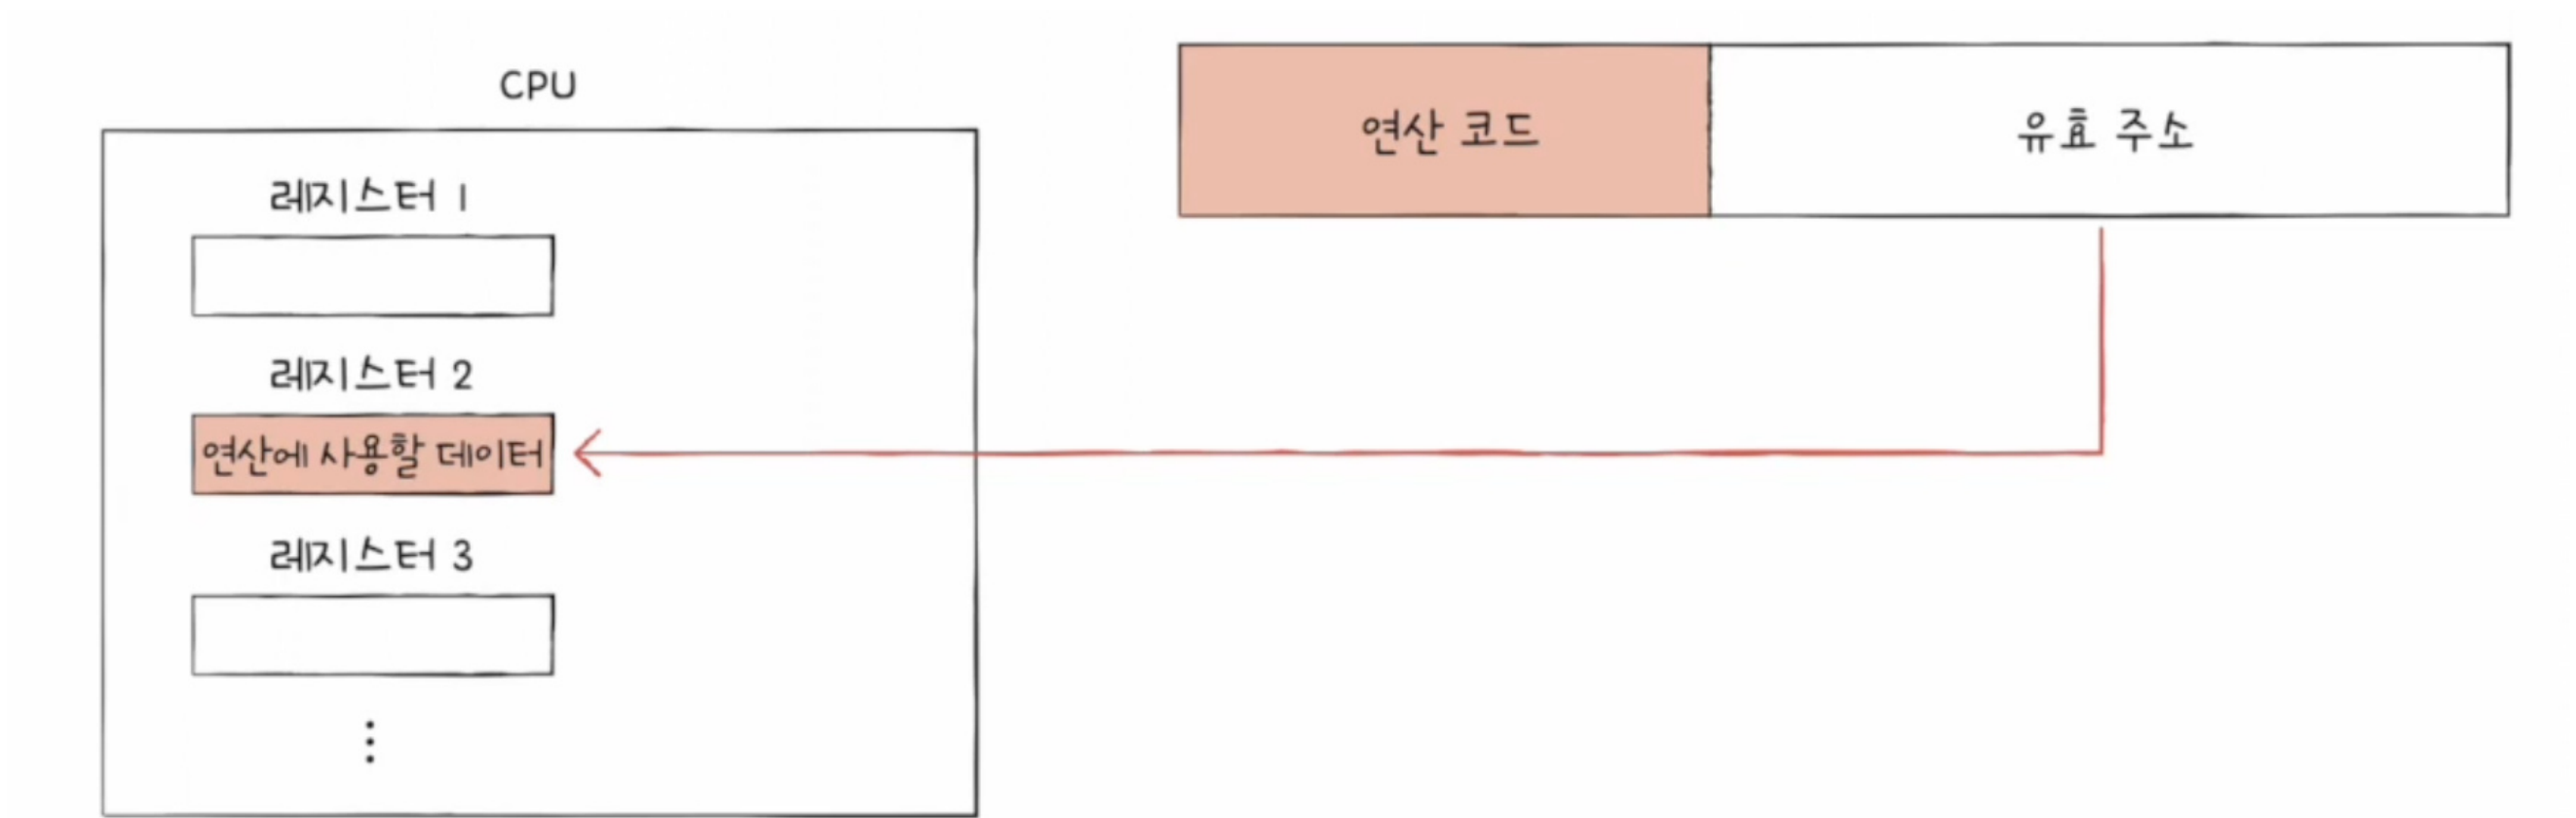 CPU
레지스터 1
레지스터 2
연산에 사용할 데이터
레지스터 3
연산 코드
유효 주소